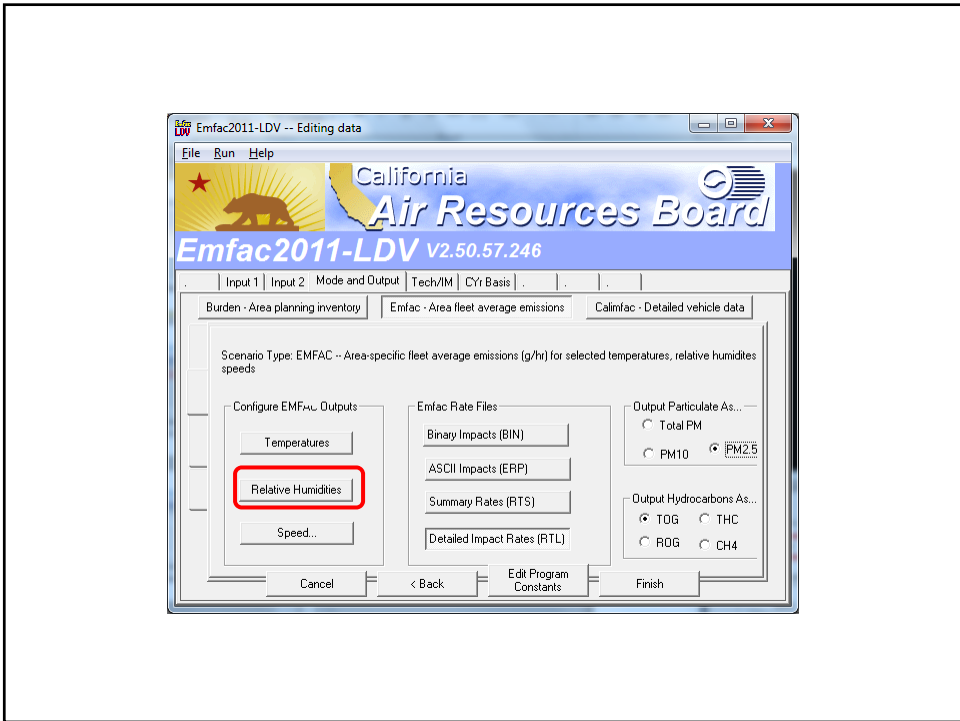 Emfac2011-LDV -- Editing data
File Run Help
California
Air Resources Board
Emfac2011-LDV V2.50.57.246
. Input 1 Input 2 Mode and Output Tech/IM CYr Basis . . .
Burden - Area planning inventory Emfac - Area fleet average emissions Calimfac - Detailed vehicle data
Scenario Type: EMFAC -- Area-specific fleet average emissions (g/hr) for selected temperatures, relative humidites
speeds
Configure EMFAC Outputs
Temperatures
Relative Humidities
Speed...
Emfac Rate Files
Binary Impacts (BIN)
ASCII Impacts (ERP)
Summary Rates (RTS)
Detailed Impact Rates (RTL)
Output Particulate As...
Total PM
PM10 PM2.5
Output Hydrocarbons As...
TOG THC
ROG CH4
Cancel < Back Edit Program Constants Finish